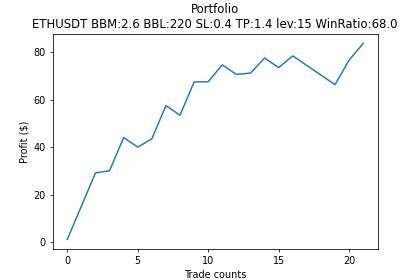 Portfolio
ETHUSDT BBM:2.6 BBL:220 SL:0.4 TP:1.4 lev:15 WinRatio:68.0
80
60
40
20
0
Profit ($)
0 5 10 15 20
Trade counts